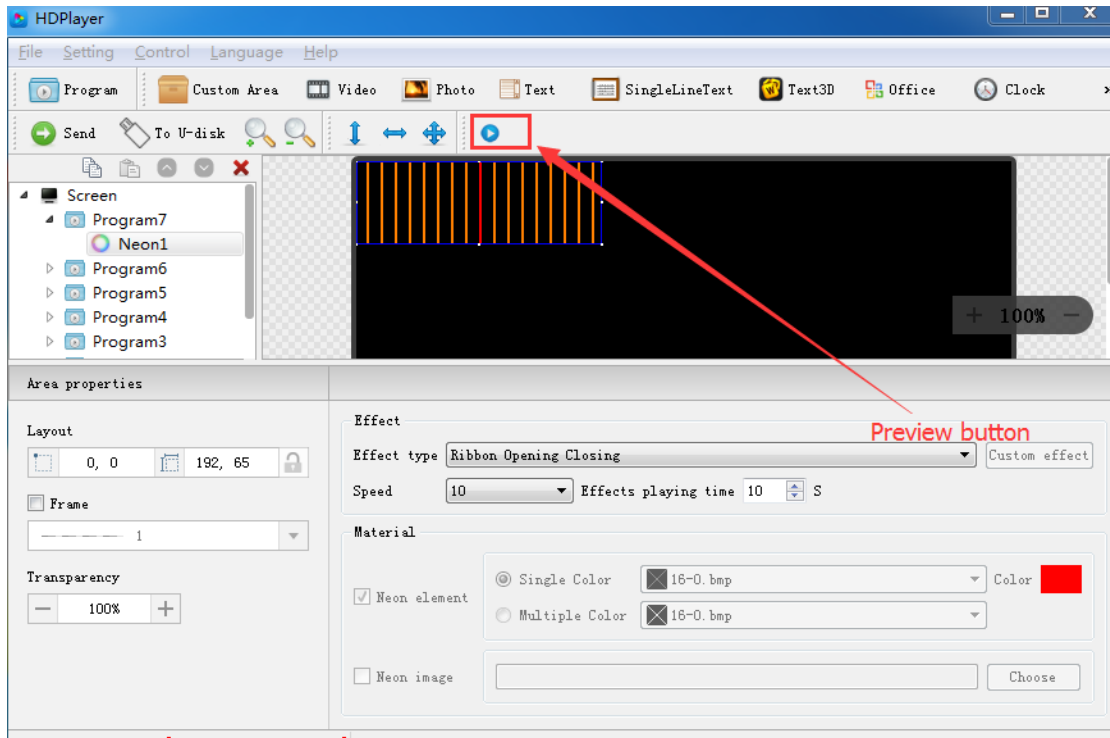 HDPlayer
File Setting Control Language Help
Program Custom Area Video Photo Text SingleLineText Text3D Office Clock
Send To U-disk
Screen
Program7
Neon1
Program6
Program5
Program4
Program3
+ 100% −
Area properties
Layout
0, 0 192, 65
Frame
1
Transparency
100%
Effect
Preview button
Effect type Ribbon Opening Closing Custom effect
Speed 10 Effects playing time 10 S
Material
Neon element
Single Color 16-0.bmp Color
Multiple Color 16-0.bmp
Neon image Choose